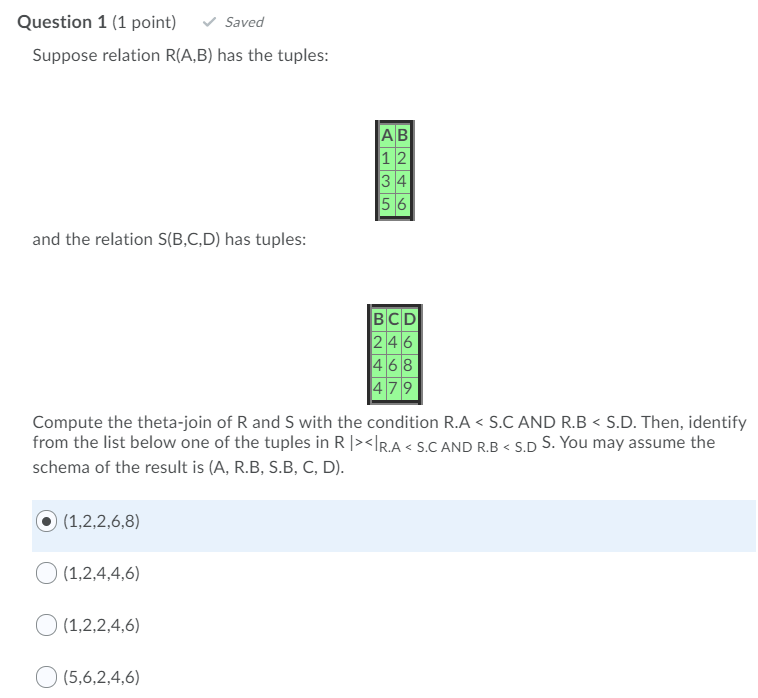 Question 1 (1 point) ✓ Saved
Suppose relation R(A,B) has the tuples:
A B
1 2
3 4
5 6
and the relation S(B,C,D) has tuples:
B C D
2 4 6
4 6 8
4 7 9
Compute the theta-join of R and S with the condition R.A < S.C AND R.B < S.D. Then, identify
from the list below one of the tuples in R |><|R.A < S.C AND R.B < S.D S. You may assume the
schema of the result is (A, R.B, S.B, C, D).
(1,2,2,6,8)
(1,2,4,4,6)
(1,2,2,4,6)
(5,6,2,4,6)